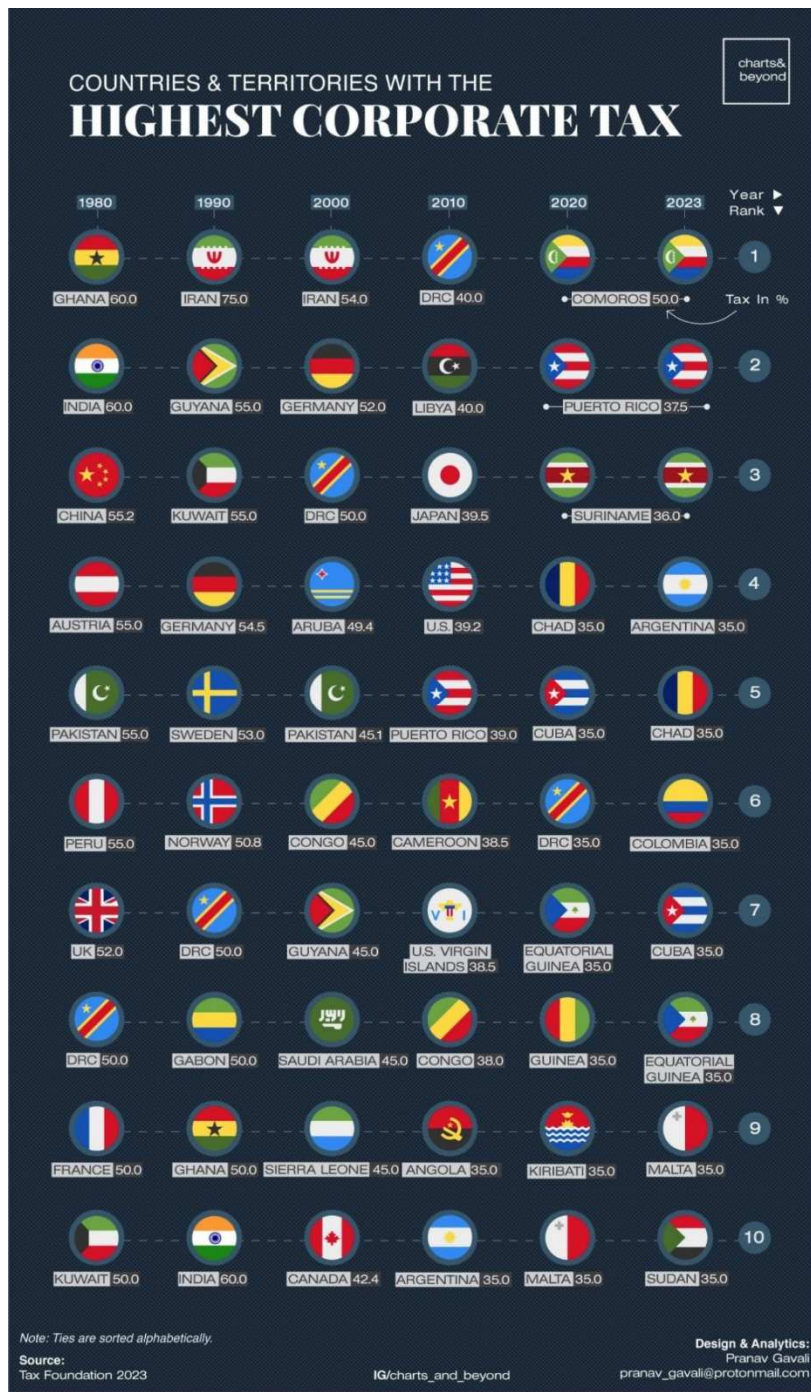 charts&
beyond
COUNTRIES & TERRITORIES WITH THE
HIGHEST CORPORATE TAX
1980 1990 2000 2010 2020 2023 Year ▶
Rank ▼
1
GHANA 60.0 IRAN 75.0 IRAN 54.0 DRC 40.0 COMOROS 50.0 Tax In %
2
INDIA 60.0 GUYANA 55.0 GERMANY 52.0 LIBYA 40.0 PUERTO RICO 37.5
3
CHINA 55.2 KUWAIT 55.0 DRC 50.0 JAPAN 39.5 SURINAME 36.0
4
AUSTRIA 55.0 GERMANY 54.5 ARUBA 49.4 U.S. 39.2 CHAD 35.0 ARGENTINA 35.0
5
PAKISTAN 55.0 SWEDEN 53.0 PAKISTAN 45.1 PUERTO RICO 39.0 CUBA 35.0 CHAD 35.0
6
PERU 55.0 NORWAY 50.8 CONGO 45.0 CAMEROON 38.5 DRC 35.0 COLOMBIA 35.0
V I
7
UK 52.0 DRC 50.0 GUYANA 45.0 U.S. VIRGIN ISLANDS 38.5 EQUATORIAL GUINEA 35.0 CUBA 35.0
8
DRC 50.0 GABON 50.0 SAUDI ARABIA 45.0 CONGO 38.0 GUINEA 35.0 EQUATORIAL GUINEA 35.0
9
FRANCE 50.0 GHANA 50.0 SIERRA LEONE 45.0 ANGOLA 35.0 KIRIBATI 35.0 MALTA 35.0
10
KUWAIT 50.0 INDIA 60.0 CANADA 42.4 ARGENTINA 35.0 MALTA 35.0 SUDAN 35.0
Note: Ties are sorted alphabetically.
Source:
Tax Foundation 2023
IG/charts_and_beyond
Design & Analytics:
Pranav Gavali
pranav_gavali@protonmail.com